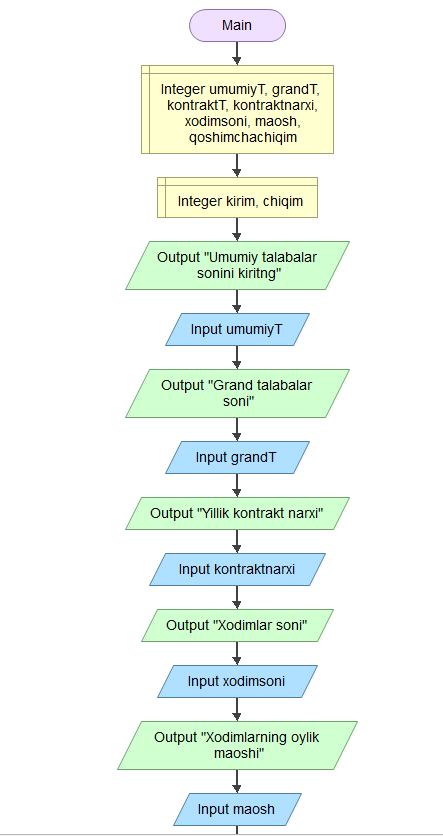 Main
Integer umumiyT, grandT,
kontraktT, kontraktnarxi,
xodimsoni, maosh,
qoshimchachiqim
Integer kirim, chiqim
Output "Umumiy talabalar
sonini kiritng"
Input umumiyT
Output "Grand talabalar
soni"
Input grandT
Output "Yillik kontrakt narxi"
Input kontraktnarxi
Output "Xodimlar soni"
Input xodimsoni
Output "Xodimlarning oylik
maoshi"
Input maosh